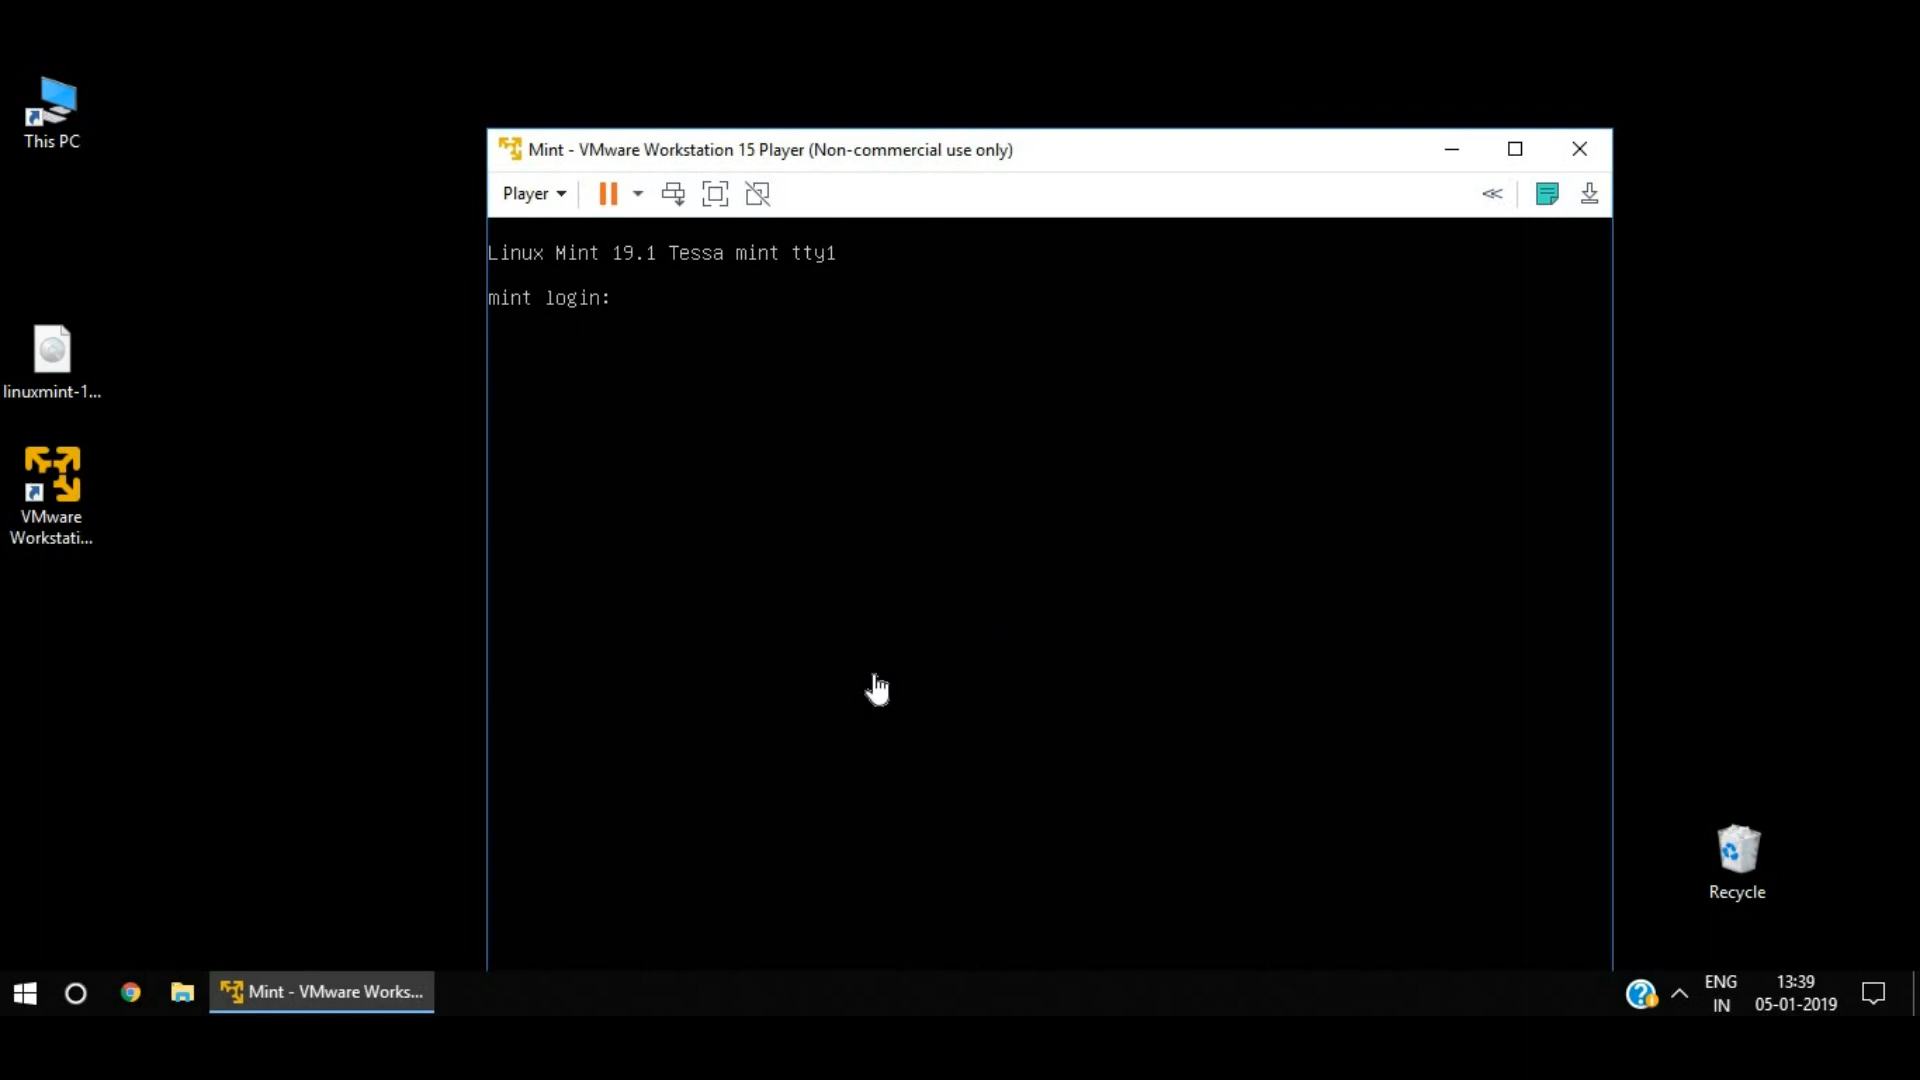 This PC
linuxmint-1...
VMware
Workstati...
Mint - VMware Workstation 15 Player (Non-commercial use only)
Player
Linux Mint 19.1 Tessa mint tty1
mint login:
Recycle
Mint - VMware Works...
ENG
IN
13:39
05-01-2019